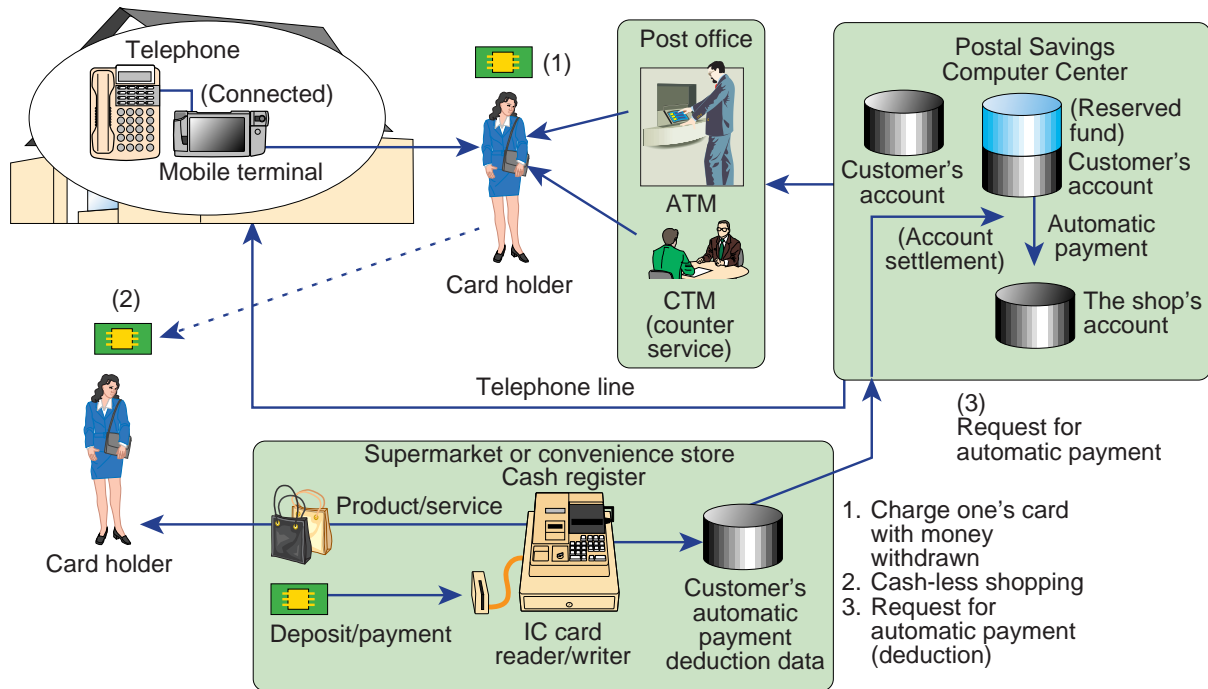 Telephone
(Connected)
Mobile terminal
(1)
Card holder
Post office
ATM
CTM
(counter
service)
Postal Savings
Computer Center
Customer's
account
(Reserved
fund)
Customer's
account
(Account
settlement)
Automatic
payment
The shop's
account
(2)
Card holder
Telephone line
(3)
Request for
automatic payment
Supermarket or convenience store
Cash register
Product/service
Deposit/payment
IC card
reader/writer
Customer's
automatic
payment
deduction data
1. Charge one's card
with money
withdrawn
2. Cash-less shopping
3. Request for
automatic payment
(deduction)